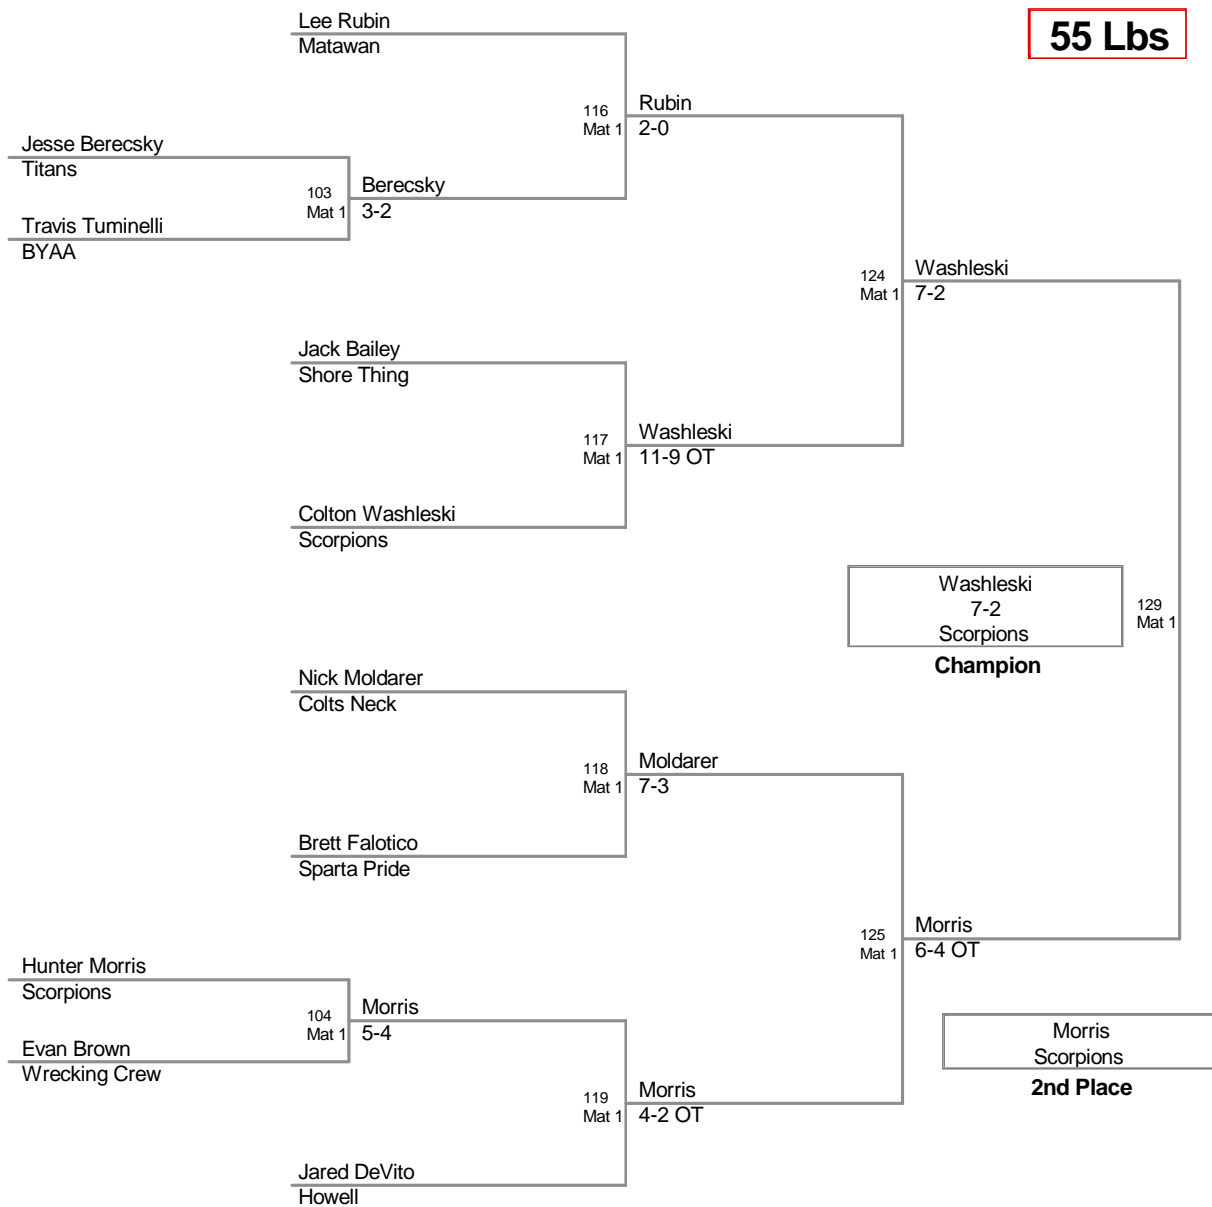 55 Lbs
Lee Rubin
Matawan
116
Mat 1
Rubin
2-0
Jesse Berecsky
Titans
103
Mat 1
Berecsky
3-2
Travis Tuminelli
BYAA
124
Mat 1
Washleski
7-2
Jack Bailey
Shore Thing
117
Mat 1
Washleski
11-9 OT
Colton Washleski
Scorpions
Washleski
7-2
Scorpions
Champion
129
Mat 1
Nick Moldarer
Colts Neck
118
Mat 1
Moldarer
7-3
Brett Falotico
Sparta Pride
125
Mat 1
Morris
6-4 OT
Hunter Morris
Scorpions
104
Mat 1
Morris
5-4
Evan Brown
Wrecking Crew
Morris
Scorpions
2nd Place
119
Mat 1
Morris
4-2 OT
Jared DeVito
Howell